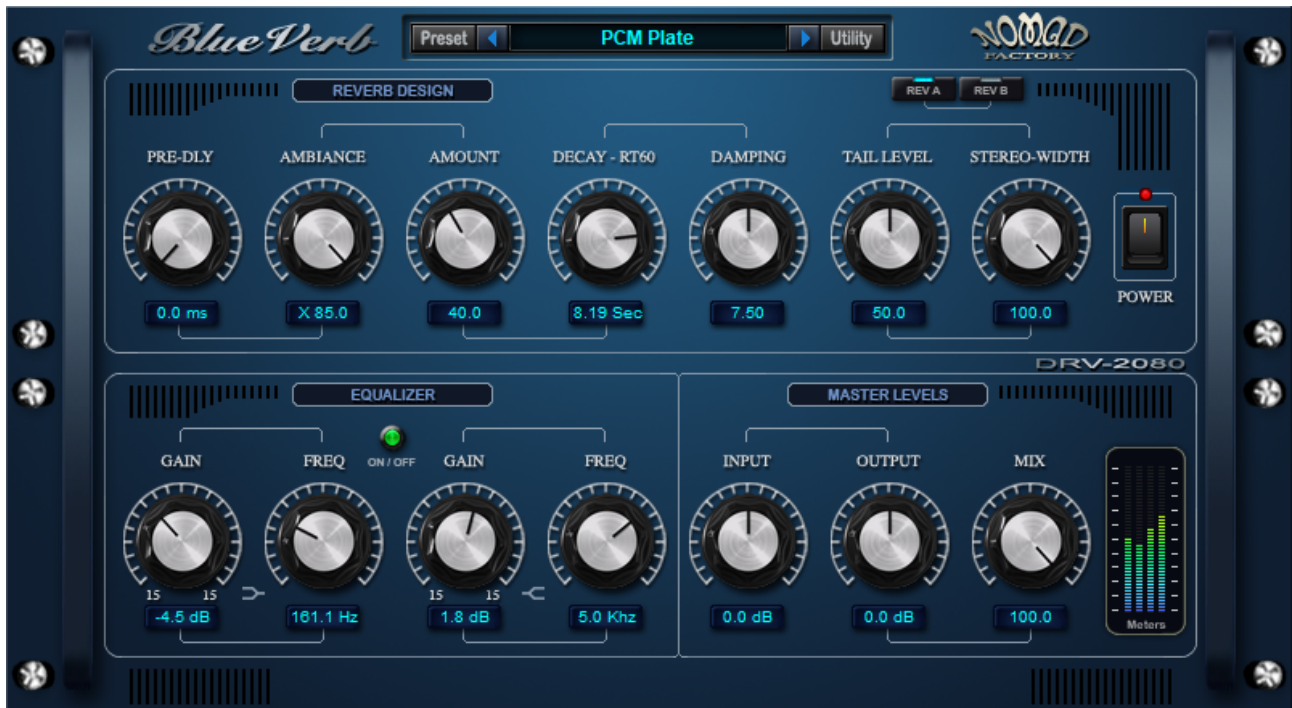 Blue Verb
Preset PCM Plate Utility
NOMAD FACTORY
REVERB DESIGN
REV A REV B
PRE-DLY AMBIANCE AMOUNT DECAY - RT60 DAMPING TAIL LEVEL STEREO-WIDTH
0.0 ms X 85.0 40.0 8.19 Sec 7.50 50.0 100.0
POWER
DRV-2080
EQUALIZER
MASTER LEVELS
GAIN FREQ ON / OFF GAIN FREQ INPUT OUTPUT MIX
15 15 15 15
-4.5 dB 161.1 Hz 1.8 dB 5.0 Khz 0.0 dB 0.0 dB 100.0
Meters